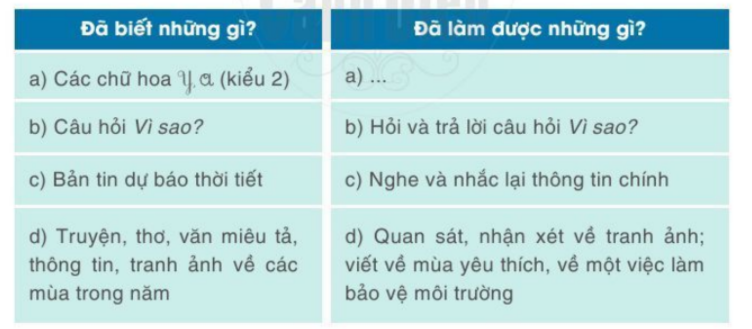 Đã biết những gì?
Đã làm được những gì?
a) Các chữ hoa Y, a (kiểu 2)
a) ...
b) Câu hỏi Vì sao?
b) Hỏi và trả lời câu hỏi Vì sao?
c) Bản tin dự báo thời tiết
c) Nghe và nhắc lại thông tin chính
d) Truyện, thơ, văn miêu tả,
thông tin, tranh ảnh về các
mùa trong năm
d) Quan sát, nhận xét về tranh ảnh;
viết về mùa yêu thích, về một việc làm
bảo vệ môi trường